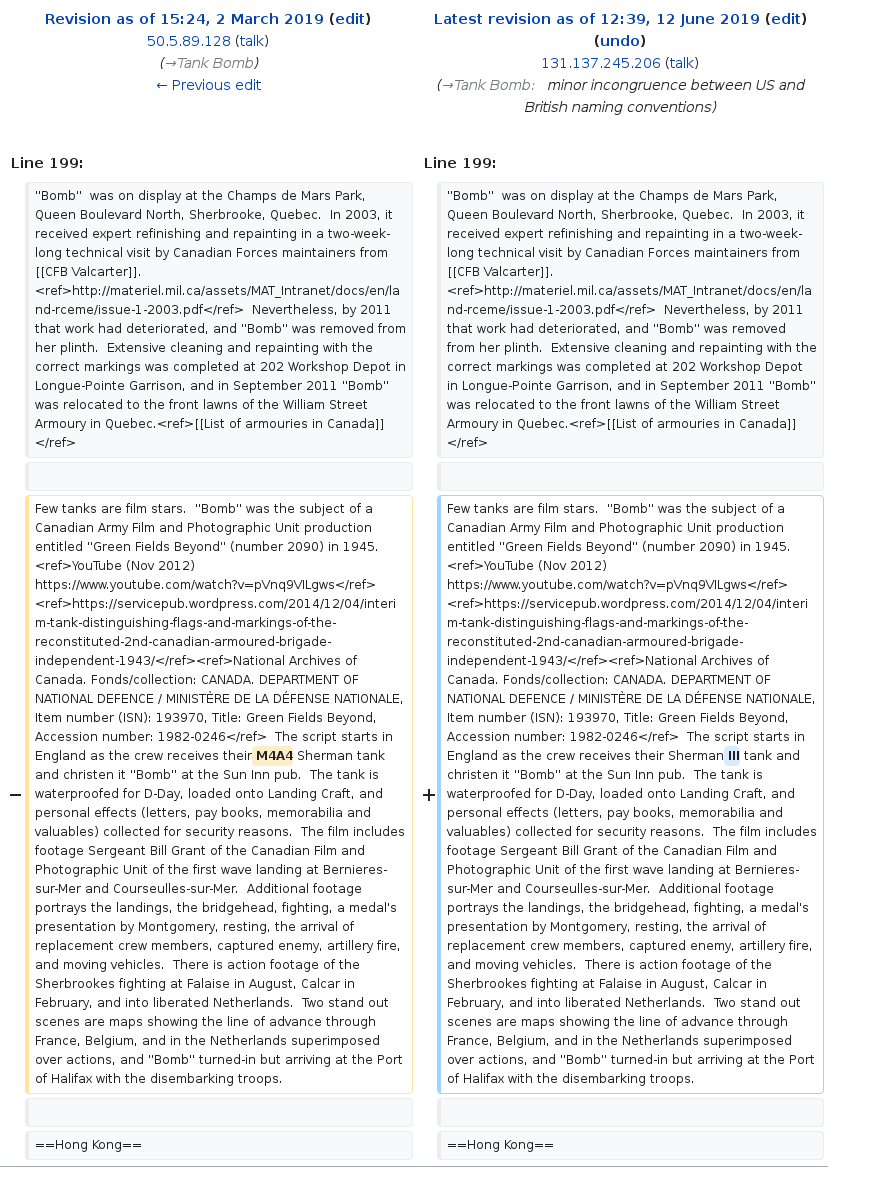 Revision as of 15:24, 2 March 2019 (edit)
50.5.89.128 (talk)
(→Tank Bomb)
← Previous edit
Latest revision as of 12:39, 12 June 2019 (edit)
(undo)
131.137.245.206 (talk)
(→Tank Bomb:  minor incongruence between US and
British naming conventions)
Line 199:
"Bomb"  was on display at the Champs de Mars Park,
Queen Boulevard North, Sherbrooke, Quebec.  In 2003, it
received expert refinishing and repainting in a two-week-
long technical visit by Canadian Forces maintainers from
[[CFB Valcarter]].
<ref>http://materiel.mil.ca/assets/MAT_Intranet/docs/en/la
nd-rceme/issue-1-2003.pdf</ref>  Nevertheless, by 2011
that work had deteriorated, and "Bomb" was removed from
her plinth.  Extensive cleaning and repainting with the
correct markings was completed at 202 Workshop Depot in
Longue-Pointe Garrison, and in September 2011 "Bomb"
was relocated to the front lawns of the William Street
Armoury in Quebec.<ref>[[List of armouries in Canada]]
</ref>
− Few tanks are film stars.  "Bomb" was the subject of a
Canadian Army Film and Photographic Unit production
entitled "Green Fields Beyond" (number 2090) in 1945.
<ref>YouTube (Nov 2012)
https://www.youtube.com/watch?v=pVnq9VILgws</ref>
<ref>https://servicepub.wordpress.com/2014/12/04/interi
m-tank-distinguishing-flags-and-markings-of-the-
reconstituted-2nd-canadian-armoured-brigade-
independent-1943/</ref><ref>National Archives of
Canada. Fonds/collection: CANADA. DEPARTMENT OF
NATIONAL DEFENCE / MINISTÈRE DE LA DÉFENSE NATIONALE,
Item number (ISN): 193970, Title: Green Fields Beyond,
Accession number: 1982-0246</ref>  The script starts in
England as the crew receives their M4A4 Sherman tank
and christen it "Bomb" at the Sun Inn pub.  The tank is
waterproofed for D-Day, loaded onto Landing Craft, and
personal effects (letters, pay books, memorabilia and
valuables) collected for security reasons.  The film includes
footage Sergeant Bill Grant of the Canadian Film and
Photographic Unit of the first wave landing at Bernieres-
sur-Mer and Courseulles-sur-Mer.  Additional footage
portrays the landings, the bridgehead, fighting, a medal's
presentation by Montgomery, resting, the arrival of
replacement crew members, captured enemy, artillery fire,
and moving vehicles.  There is action footage of the
Sherbrookes fighting at Falaise in August, Calcar in
February, and into liberated Netherlands.  Two stand out
scenes are maps showing the line of advance through
France, Belgium, and in the Netherlands superimposed
over actions, and "Bomb" turned-in but arriving at the Port
of Halifax with the disembarking troops.
==Hong Kong==
Line 199:
"Bomb"  was on display at the Champs de Mars Park,
Queen Boulevard North, Sherbrooke, Quebec.  In 2003, it
received expert refinishing and repainting in a two-week-
long technical visit by Canadian Forces maintainers from
[[CFB Valcarter]].
<ref>http://materiel.mil.ca/assets/MAT_Intranet/docs/en/la
nd-rceme/issue-1-2003.pdf</ref>  Nevertheless, by 2011
that work had deteriorated, and "Bomb" was removed
from her plinth.  Extensive cleaning and repainting with the
correct markings was completed at 202 Workshop Depot
in Longue-Pointe Garrison, and in September 2011 "Bomb"
was relocated to the front lawns of the William Street
Armoury in Quebec.<ref>[[List of armouries in Canada]]
</ref>
+ Few tanks are film stars.  "Bomb" was the subject of a
Canadian Army Film and Photographic Unit production
entitled "Green Fields Beyond" (number 2090) in 1945.
<ref>YouTube (Nov 2012)
https://www.youtube.com/watch?v=pVnq9VILgws</ref>
<ref>https://servicepub.wordpress.com/2014/12/04/interi
m-tank-distinguishing-flags-and-markings-of-the-
reconstituted-2nd-canadian-armoured-brigade-
independent-1943/</ref><ref>National Archives of
Canada. Fonds/collection: CANADA. DEPARTMENT OF
NATIONAL DEFENCE / MINISTÈRE DE LA DÉFENSE NATIONALE,
Item number (ISN): 193970, Title: Green Fields Beyond,
Accession number: 1982-0246</ref>  The script starts in
England as the crew receives their Sherman III tank and
christen it "Bomb" at the Sun Inn pub.  The tank is
waterproofed for D-Day, loaded onto Landing Craft, and
personal effects (letters, pay books, memorabilia and
valuables) collected for security reasons.  The film includes
footage Sergeant Bill Grant of the Canadian Film and
Photographic Unit of the first wave landing at Bernieres-
sur-Mer and Courseulles-sur-Mer.  Additional footage
portrays the landings, the bridgehead, fighting, a medal's
presentation by Montgomery, resting, the arrival of
replacement crew members, captured enemy, artillery fire,
and moving vehicles.  There is action footage of the
Sherbrookes fighting at Falaise in August, Calcar in
February, and into liberated Netherlands.  Two stand out
scenes are maps showing the line of advance through
France, Belgium, and in the Netherlands superimposed
over actions, and "Bomb" turned-in but arriving at the Port
of Halifax with the disembarking troops.
==Hong Kong==